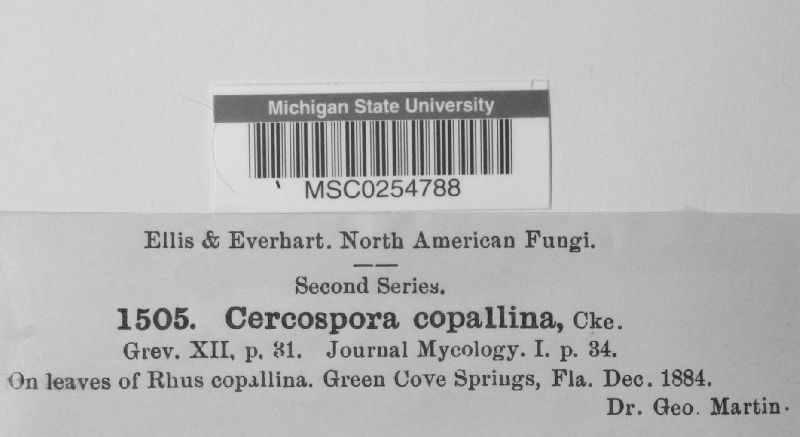 Michigan State University
MSC0254788
Ellis & Everhart. North American Fungi.
Second Series.
1505. Cercospora copallina, Cke.
Grev. XII, p. 31. Journal Mycology. I. p. 34.
On leaves of Rhus copallina. Green Cove Springs, Fla. Dec. 1884.
Dr. Geo. Martin.